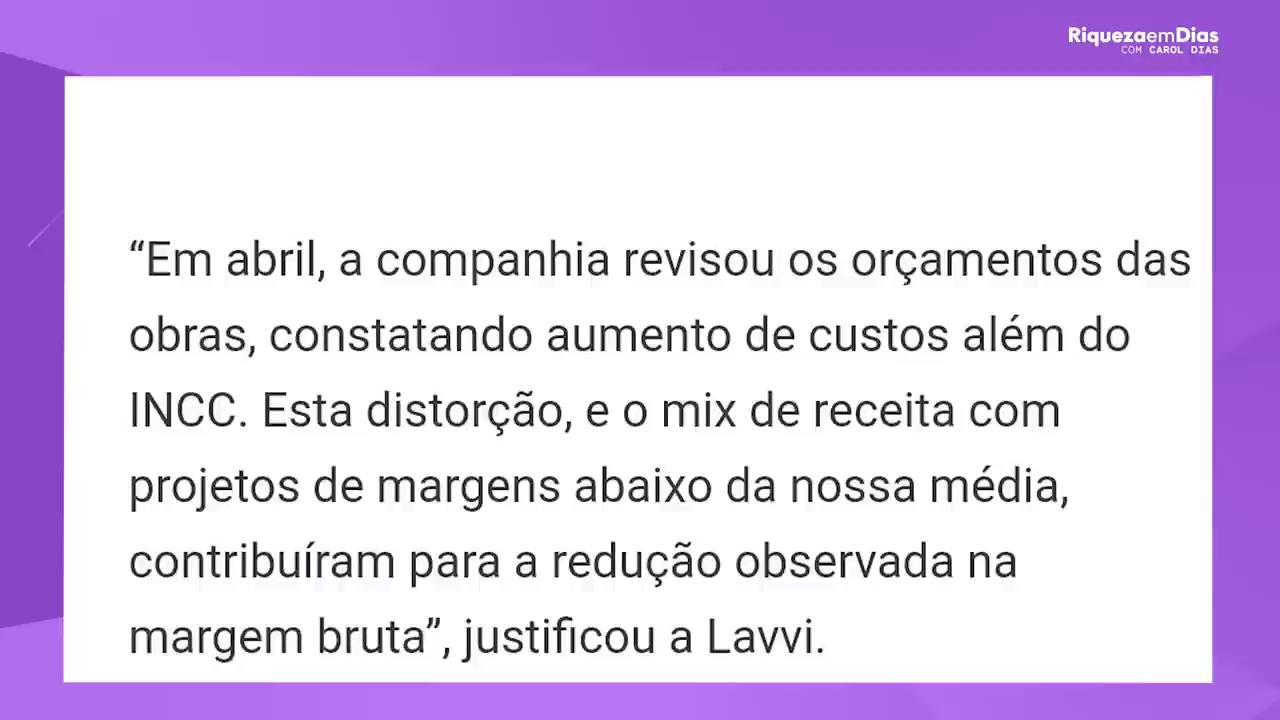 RiquezaemDias
COM CAROL DIAS
“Em abril, a companhia revisou os orçamentos das
obras, constatando aumento de custos além do
INCC. Esta distorção, e o mix de receita com
projetos de margens abaixo da nossa média,
contribuíram para a redução observada na
margem bruta”, justificou a Lavvi.